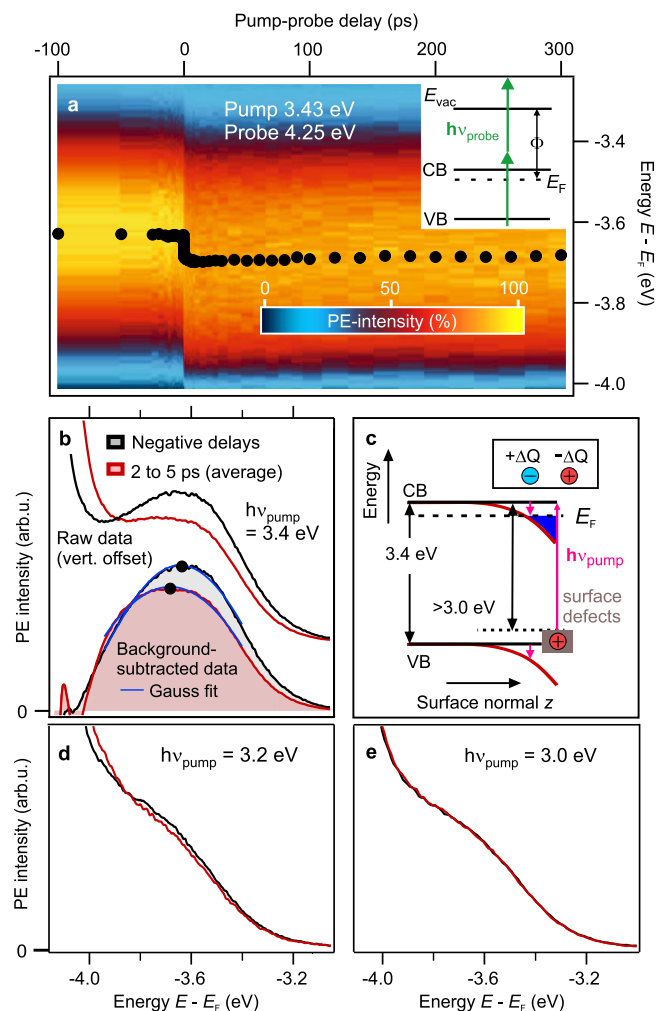 Pump-probe delay (ps)
-100 0 100 200 300
a
Pump 3.43 eV
Probe 4.25 eV
E_vac
hν_probe
Φ
CB
E_F
VB
-3.4
-3.6
-3.8
-4.0
Energy E - E_F (eV)
0 50 100
PE-intensity (%)
b
Negative delays
2 to 5 ps (average)
hν_pump
= 3.4 eV
Raw data
(vert. offset)
Background-
subtracted data
Gauss fit
0
PE intensity (arb.u.)
c
+ΔQ -ΔQ
− +
Energy
CB
E_F
3.4 eV
hν_pump
>3.0 eV
surface
defects
+
VB
Surface normal z
d
hν_pump = 3.2 eV
PE intensity (arb.u.)
0
-4.0 -3.6 -3.2
Energy E - E_F (eV)
e
hν_pump = 3.0 eV
-4.0 -3.6 -3.2
Energy E - E_F (eV)